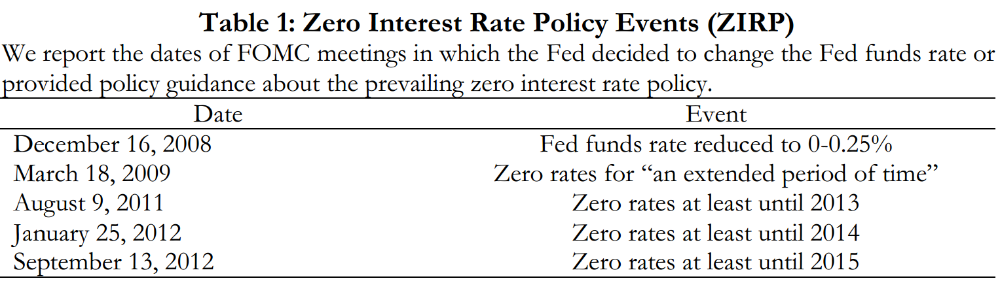 Table 1: Zero Interest Rate Policy Events (ZIRP)
We report the dates of FOMC meetings in which the Fed decided to change the Fed funds rate or
provided policy guidance about the prevailing zero interest rate policy.
Date Event
December 16, 2008 Fed funds rate reduced to 0-0.25%
March 18, 2009 Zero rates for “an extended period of time”
August 9, 2011 Zero rates at least until 2013
January 25, 2012 Zero rates at least until 2014
September 13, 2012 Zero rates at least until 2015